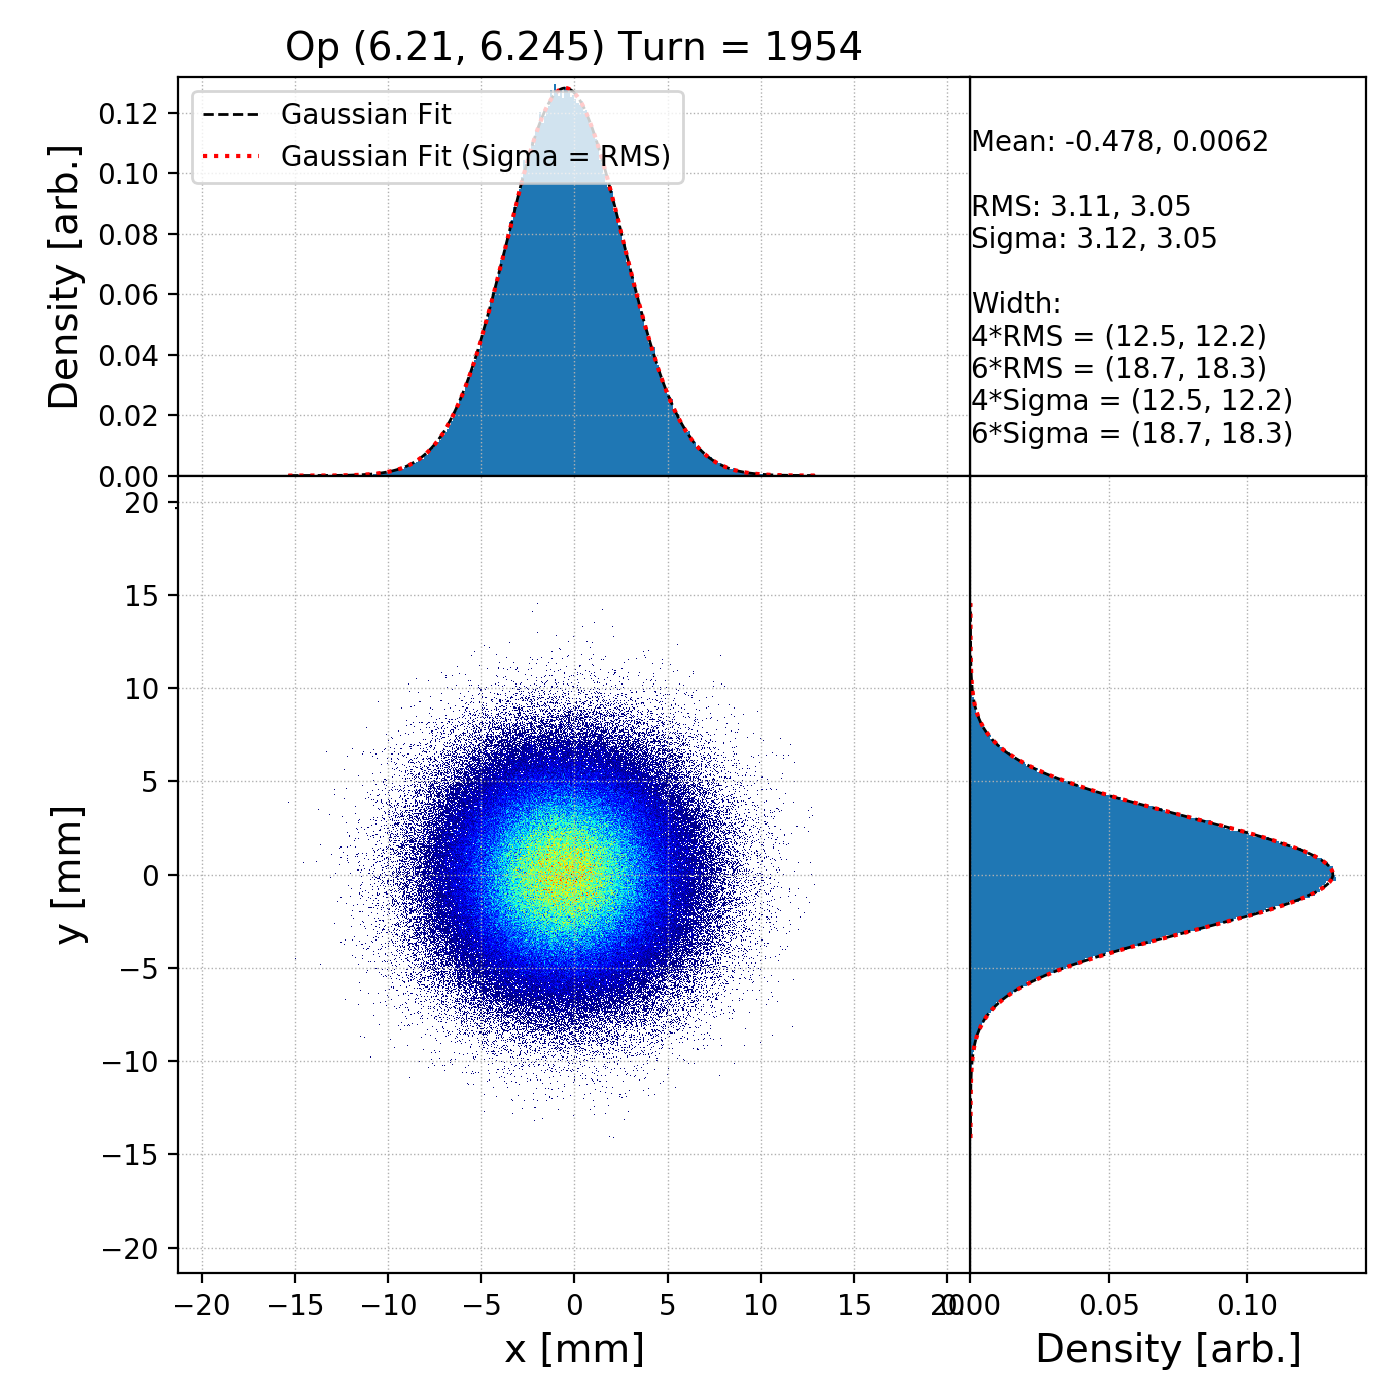 Op (6.21, 6.245) Turn = 1954
Gaussian Fit
Gaussian Fit (Sigma = RMS)
Density [arb.]
0.12
0.10
0.08
0.06
0.04
0.02
0.00
Mean: -0.478, 0.0062
RMS: 3.11, 3.05
Sigma: 3.12, 3.05
Width:
4*RMS = (12.5, 12.2)
6*RMS = (18.7, 18.3)
4*Sigma = (12.5, 12.2)
6*Sigma = (18.7, 18.3)
y [mm]
20
15
10
5
0
−5
−10
−15
−20
−20 −15 −10 −5 0 5 10 15 20
x [mm]
0.00 0.05 0.10
Density [arb.]